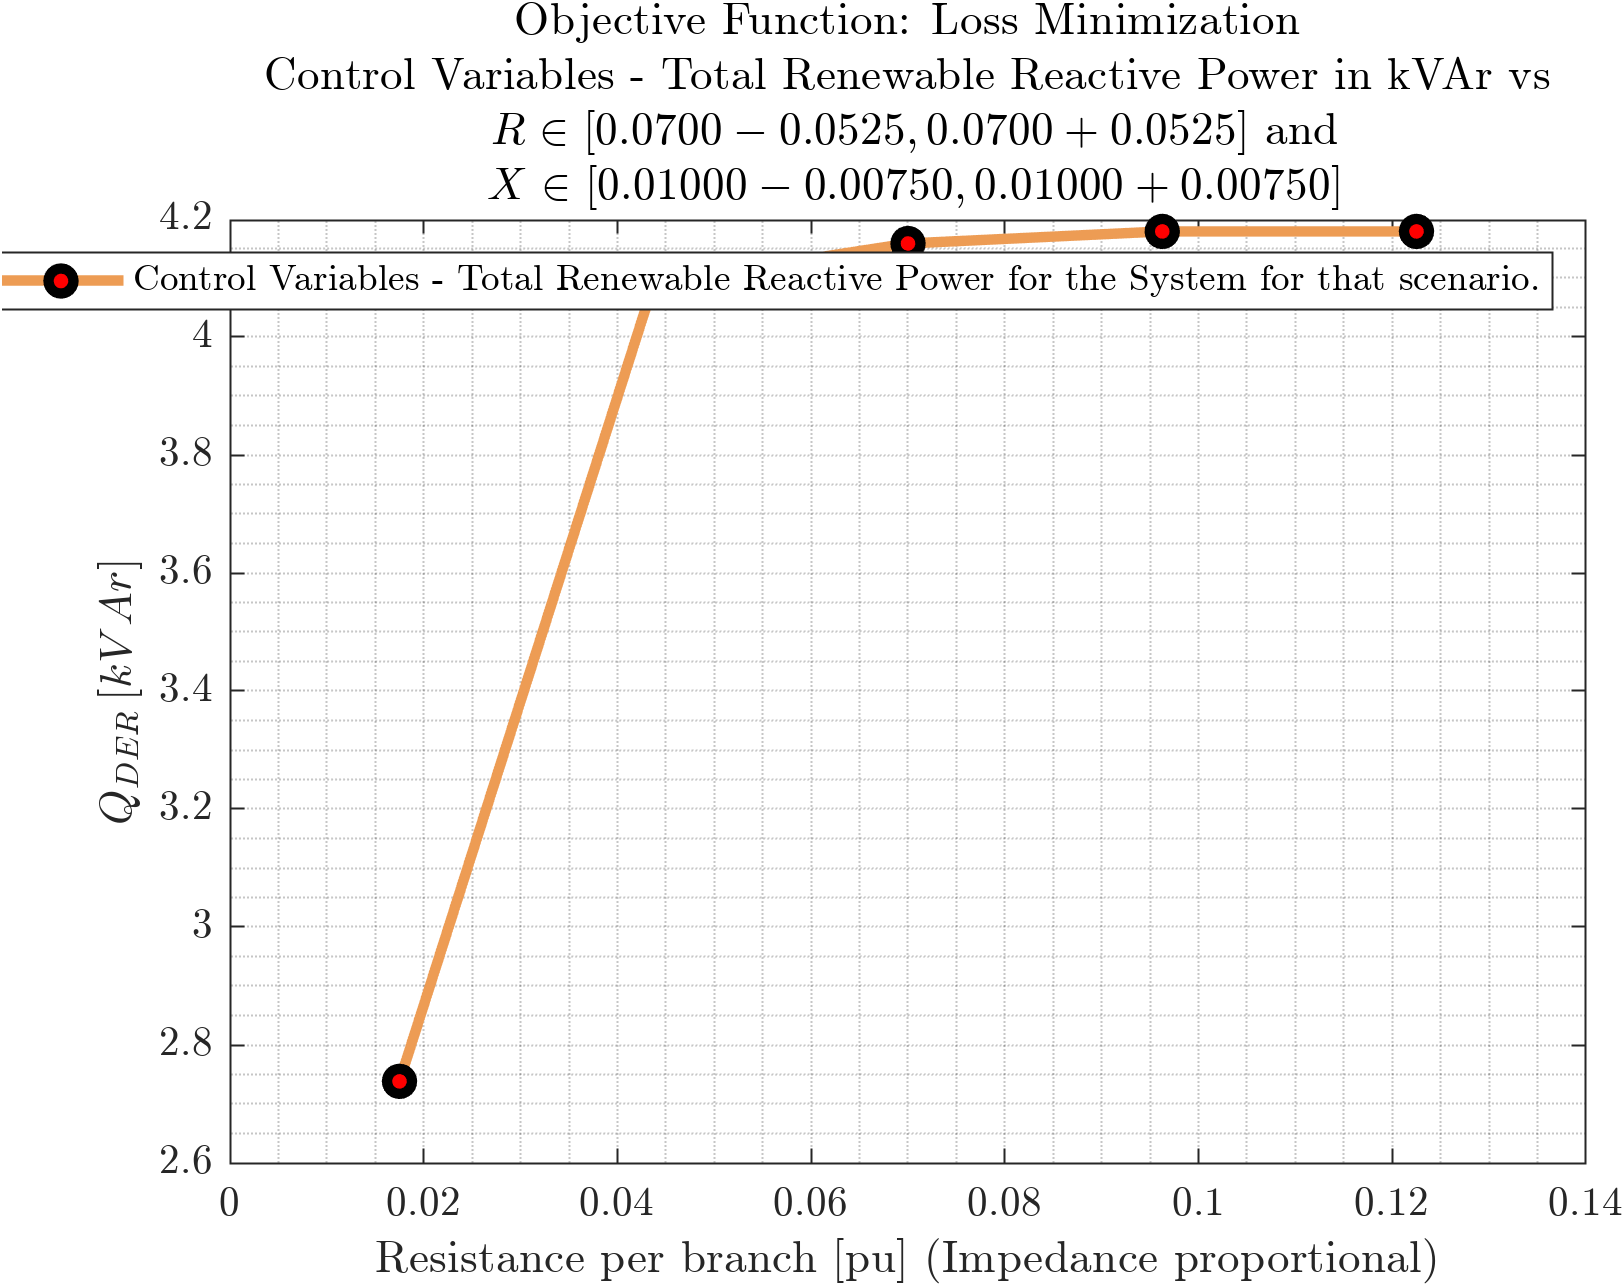 Objective Function: Loss Minimization
Control Variables - Total Renewable Reactive Power in kVAr vs
R ∈ [0.0700 − 0.0525, 0.0700 + 0.0525] and
X ∈ [0.01000 − 0.00750, 0.01000 + 0.00750]
4.2
Control Variables - Total Renewable Reactive Power for the System for that scenario.
4
3.8
3.6
3.4
3.2
3
2.8
2.6
Q_{DER} [kV Ar]
0 0.02 0.04 0.06 0.08 0.1 0.12 0.14
Resistance per branch [pu] (Impedance proportional)